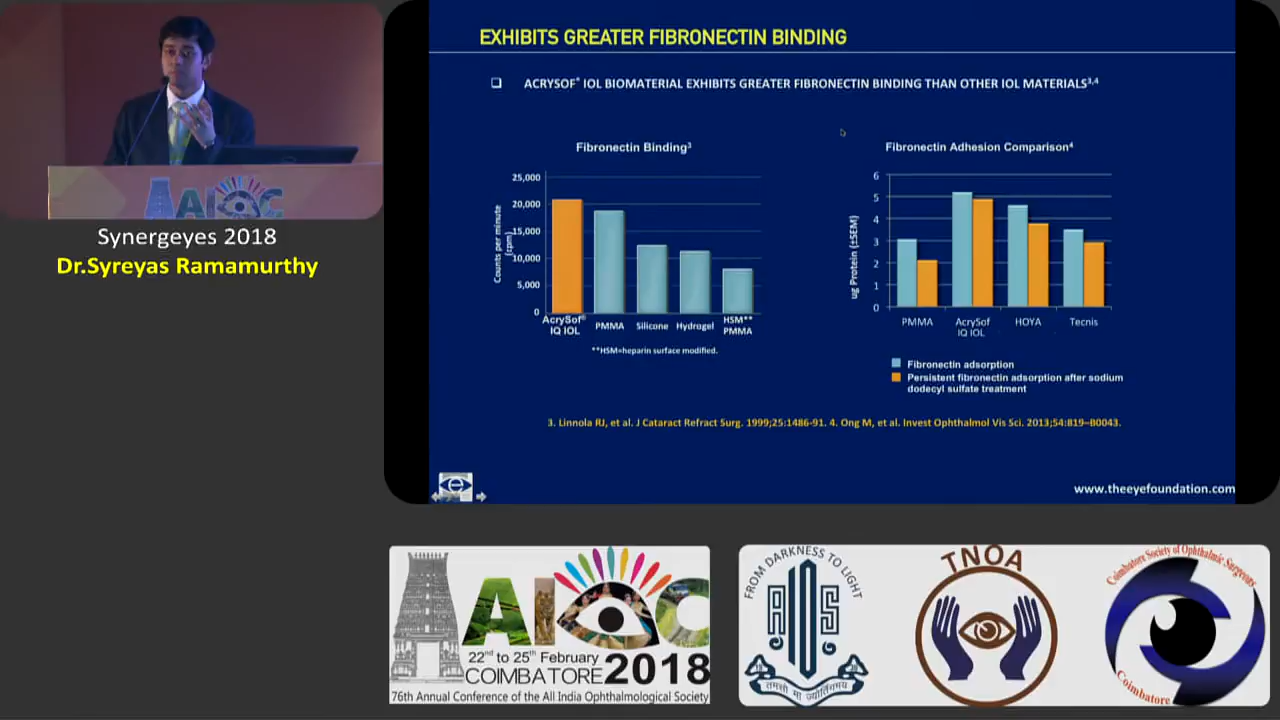 EXHIBITS GREATER FIBRONECTIN BINDING
❑ ACRYSOF® IOL BIOMATERIAL EXHIBITS GREATER FIBRONECTIN BINDING THAN OTHER IOL MATERIALS3,4
Fibronectin Binding3
Counts per minute
(cpm)
25,000
20,000
15,000
10,000
5,000
0
AcrySof®
IQ IOL
PMMA
Silicone
Hydrogel
HSM**
PMMA
**HSM=heparin surface modified.
Fibronectin Adhesion Comparison4
ug Protein (±SEM)
6
5
4
3
2
1
0
PMMA
AcrySof
IQ IOL
HOYA
Tecnis
Fibronectin adsorption
Persistent fibronectin adsorption after sodium
dodecyl sulfate treatment
3. Linnola RJ, et al. J Cataract Refract Surg. 1999;25:1486-91. 4. Ong M, et al. Invest Ophthalmol Vis Sci. 2013;54:819–B0043.
www.theeyefoundation.com
AIOC
Synergeyes 2018
Dr.Syreyas Ramamurthy
AIOC
22nd to 25th February
COIMBATORE 2018
76th Annual Conference of the All India Ophthalmological Society
FROM DARKNESS TO LIGHT
AIOS
तमसो मा ज्योतिर्गमय
TNOA
Coimbatore Society of Ophthalmic Surgeons
Coimbatore